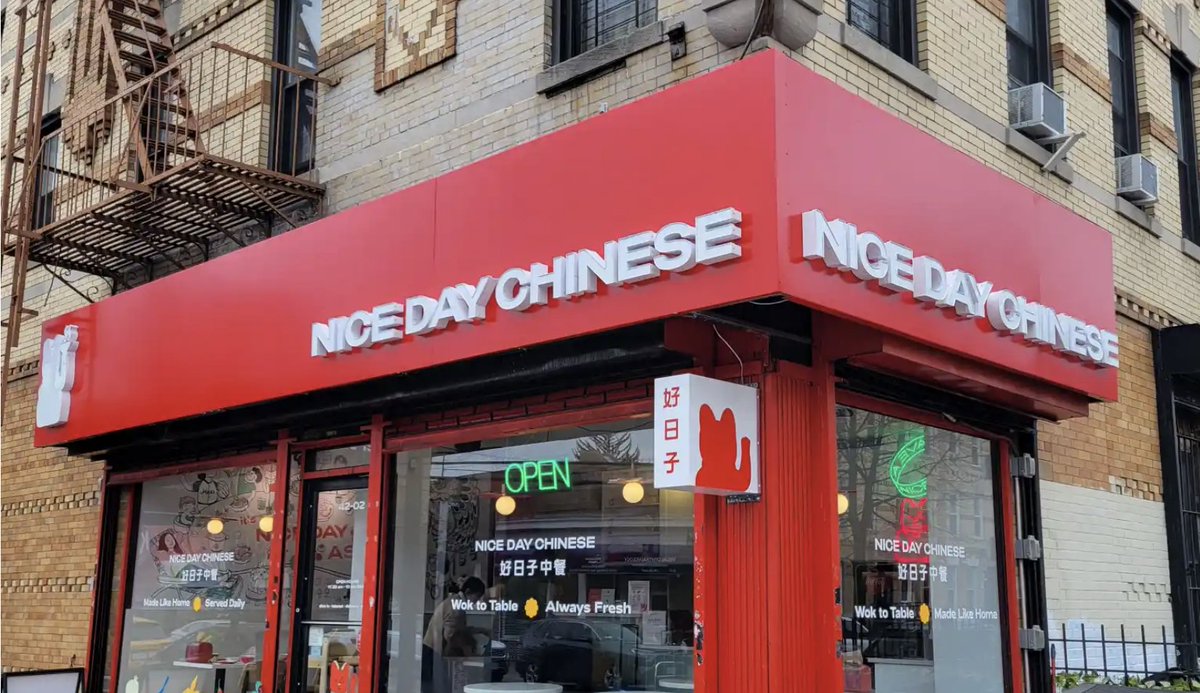 NICE DAY CHINESE
NICE DAY CHINESE
好日子
OPEN
42-02
NICE DAY CHINESE
好日子中餐
Made Like Home Served Daily
NICE DAY CHINESE
好日子中餐
Wok to Table Always Fresh
NICE DAY CHINESE
好日子中餐
Wok to Table Made Like Home